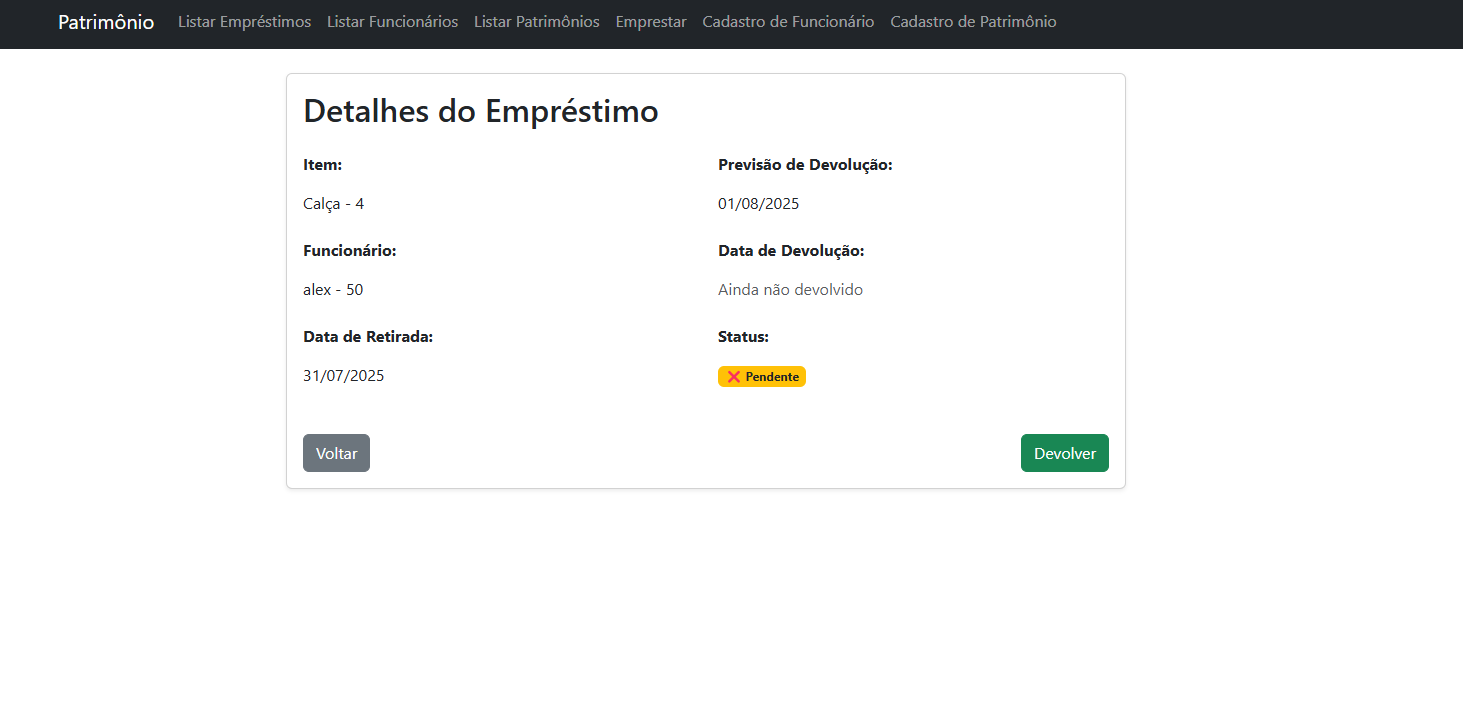 Patrimônio Listar Empréstimos Listar Funcionários Listar Patrimônios Emprestar Cadastro de Funcionário Cadastro de Patrimônio
Detalhes do Empréstimo
Item:
Calça - 4
Funcionário:
alex - 50
Data de Retirada:
31/07/2025
Previsão de Devolução:
01/08/2025
Data de Devolução:
Ainda não devolvido
Status:
❌ Pendente
Voltar
Devolver